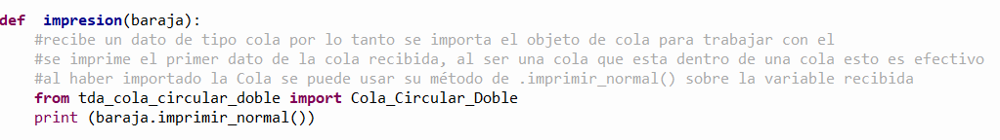 def  impresion(baraja):
    #recibe un dato de tipo cola por lo tanto se importa el objeto de cola para trabajar con el
    #se imprime el primer dato de la cola recibida, al ser una cola que esta dentro de una cola esto es efectivo
    #al haber importado la Cola se puede usar su método de .imprimir_normal() sobre la variable recibida
    from tda_cola_circular_doble import Cola_Circular_Doble
    print (baraja.imprimir_normal())